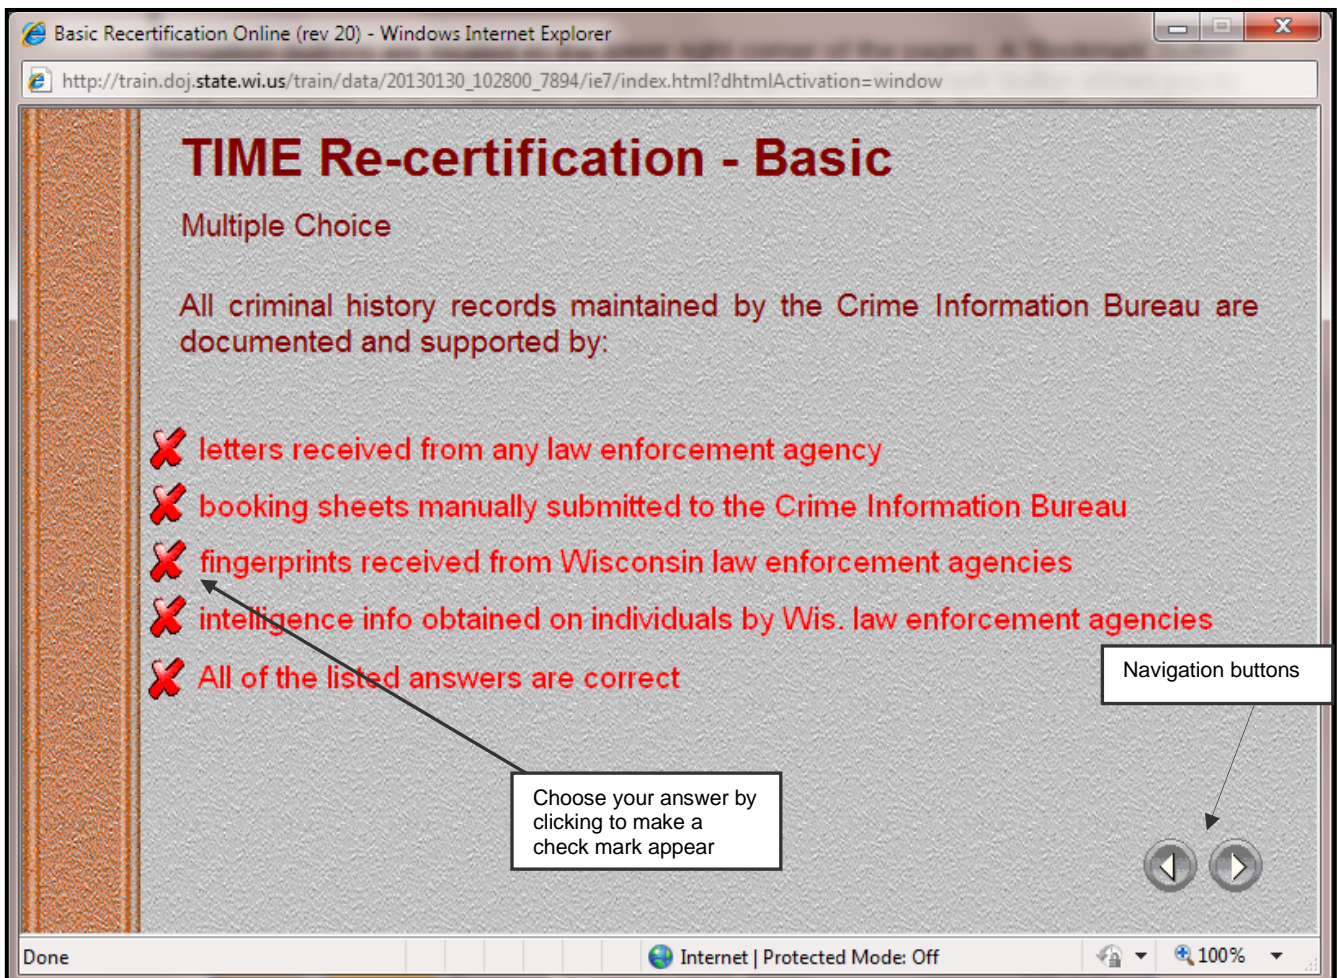 Basic Recertification Online (rev 20) - Windows Internet Explorer
http://train.doj.state.wi.us/train/data/20130130_102800_7894/ie7/index.html?dhtmlActivation=window
TIME Re-certification - Basic
Multiple Choice
All criminal history records maintained by the Crime Information Bureau are
documented and supported by:
letters received from any law enforcement agency
booking sheets manually submitted to the Crime Information Bureau
fingerprints received from Wisconsin law enforcement agencies
intelligence info obtained on individuals by Wis. law enforcement agencies
All of the listed answers are correct
Navigation buttons
Choose your answer by
clicking to make a
check mark appear
Done
Internet | Protected Mode: Off
100%